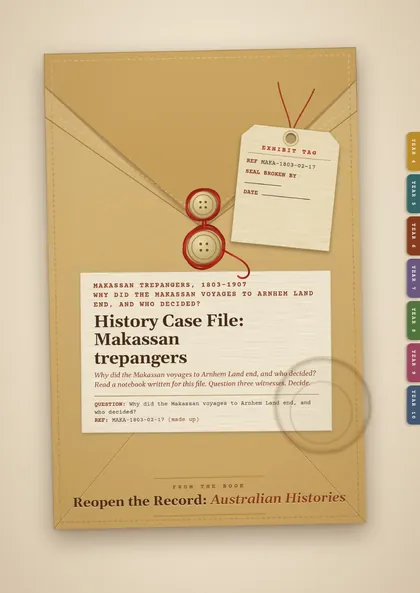 EXHIBIT TAG
REF MAKA-1803-02-17
SEAL BROKEN BY
DATE
MAKASSAN TREPANGERS, 1803–1907
WHY DID THE MAKASSAN VOYAGES TO ARNHEM LAND
END, AND WHO DECIDED?
History Case File:
Makassan
trepangers
Why did the Makassan voyages to Arnhem Land end, and who decided?
Read a notebook written for this file. Question three witnesses. Decide.
QUESTION: Why did the Makassan voyages to Arnhem Land end, and
who decided?
REF: MAKA-1803-02-17 (made up)
FROM THE BOOK
Reopen the Record: Australian Histories
YEAR 4
YEAR 5
YEAR 6
YEAR 7
YEAR 8
YEAR 9
YEAR 10